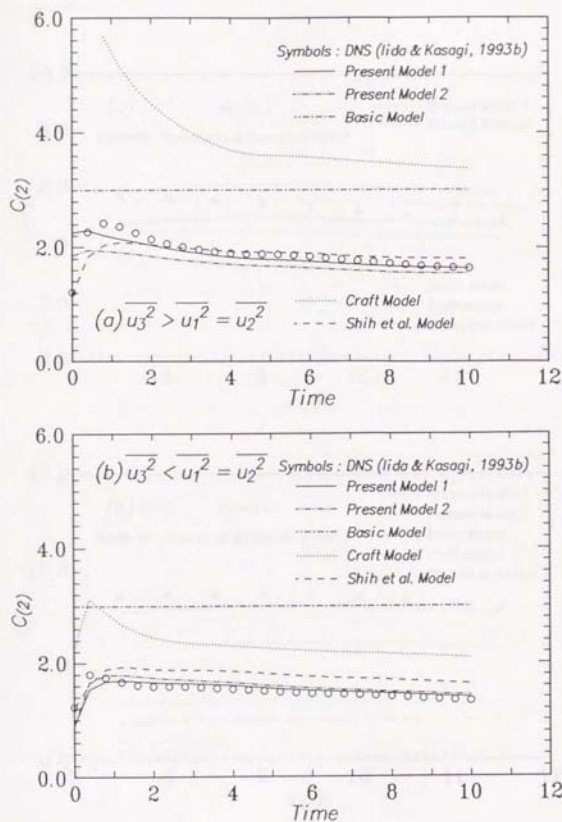 6.0
Symbols : DNS (Iida & Kasagi, 1993b)
Present Model 1
Present Model 2
Basic Model
4.0
C(2)
2.0
Craft Model
(a) u3² > u1² = u2²
Shih et al. Model
0.0
0 2 4 6 8 10 12
Time
6.0
(b) u3² < u1² = u2² Symbols : DNS (Iida & Kasagi, 1993b)
Present Model 1
Present Model 2
Basic Model
Craft Model
4.0
Shih et al. Model
C(2)
2.0
0.0
0 2 4 6 8 10 12
Time